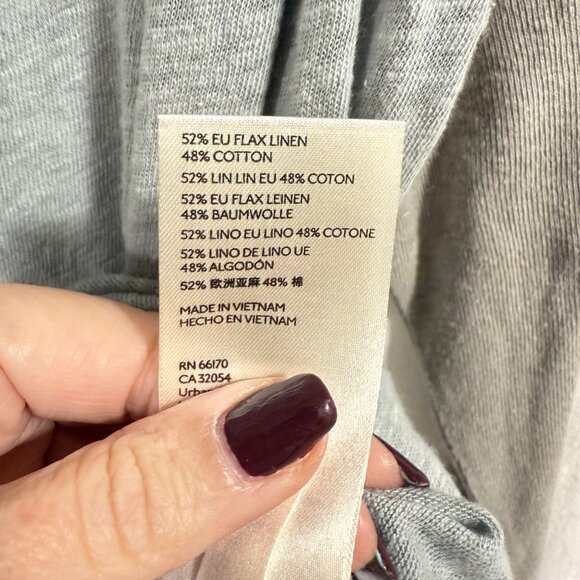 52% EU FLAX LINEN
48% COTTON
52% LIN LIN EU 48% COTON
52% EU FLAX LEINEN
48% BAUMWOLLE
52% LINO EU LINO 48% COTONE
52% LINO DE LINO UE
48% ALGODÓN
52% 欧洲亚麻 48% 棉
MADE IN VIETNAM
HECHO EN VIETNAM
RN 66170
CA 32054